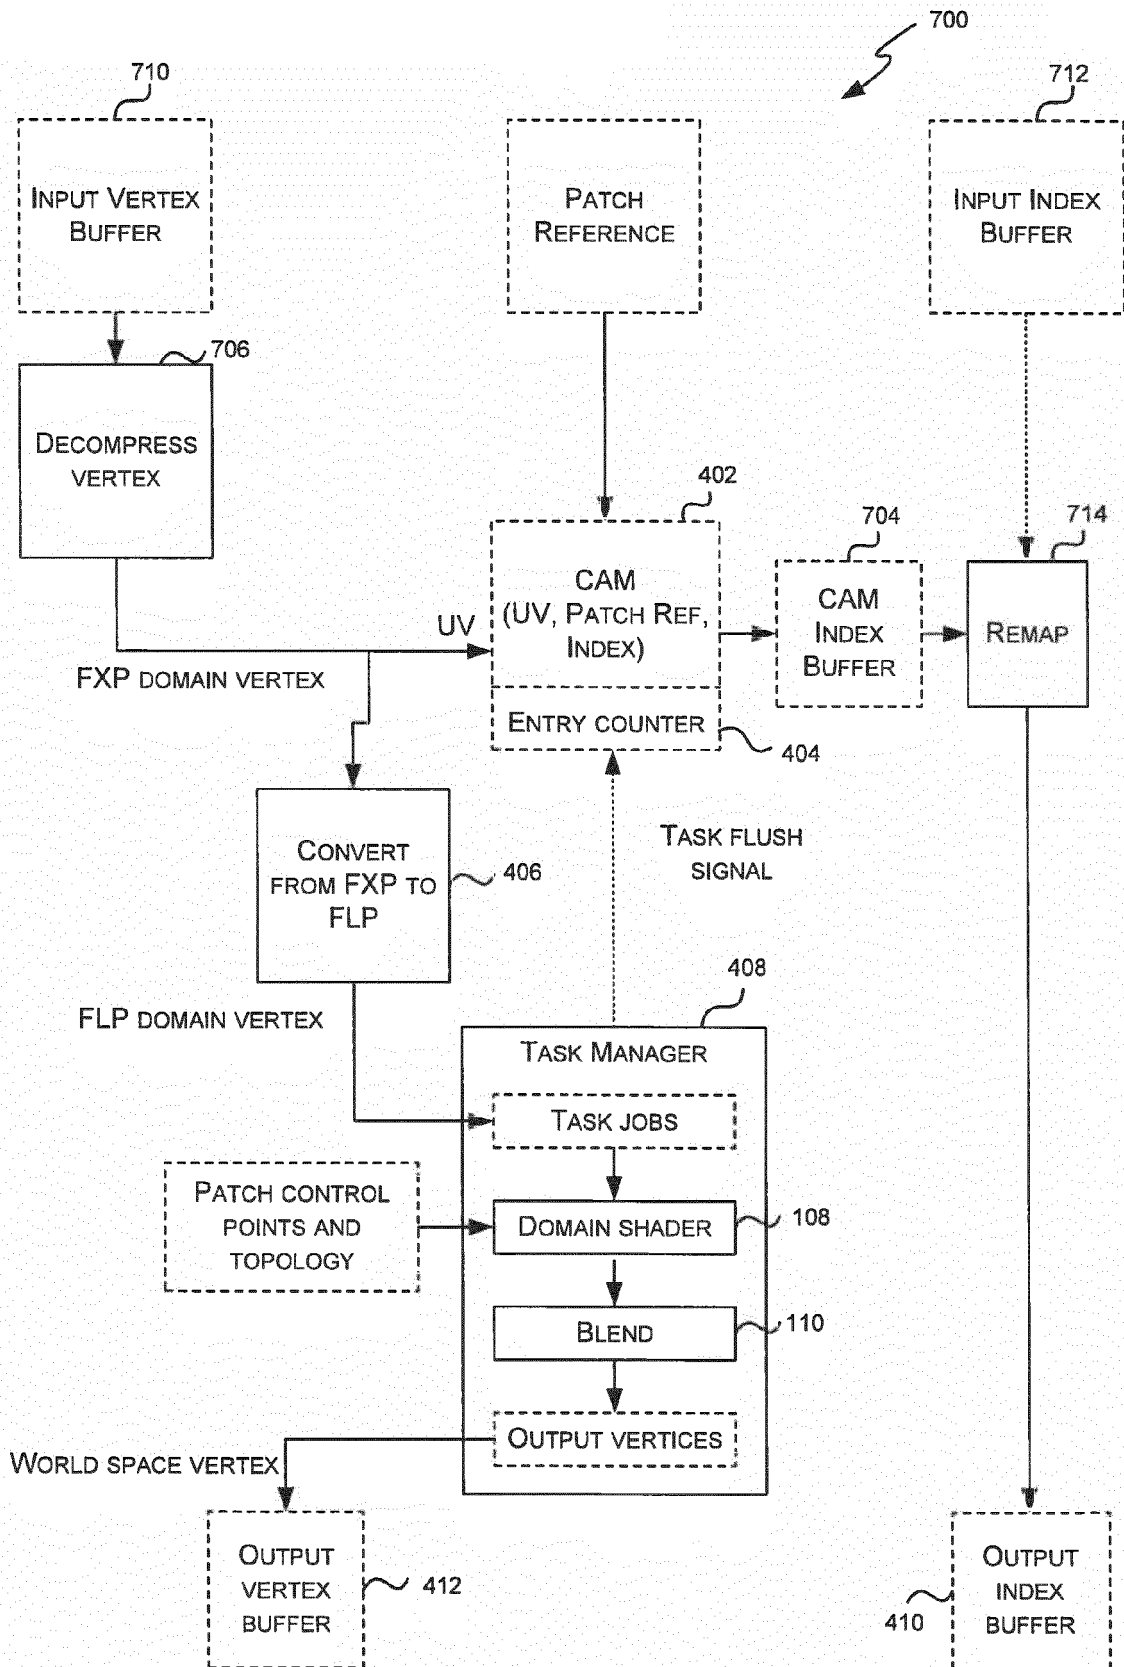 700
710
712
INPUT VERTEX
BUFFER
PATCH
REFERENCE
INPUT INDEX
BUFFER
706
DECOMPRESS
VERTEX
402
704
714
CAM
(UV, PATCH REF,
INDEX)
CAM
INDEX
BUFFER
REMAP
UV
FXP DOMAIN VERTEX
ENTRY COUNTER
404
CONVERT
FROM FXP TO
FLP
406
TASK FLUSH
SIGNAL
408
FLP DOMAIN VERTEX
TASK MANAGER
TASK JOBS
PATCH CONTROL
POINTS AND
TOPOLOGY
DOMAIN SHADER
108
BLEND
110
OUTPUT VERTICES
WORLD SPACE VERTEX
OUTPUT
VERTEX
BUFFER
412
OUTPUT
INDEX
BUFFER
410